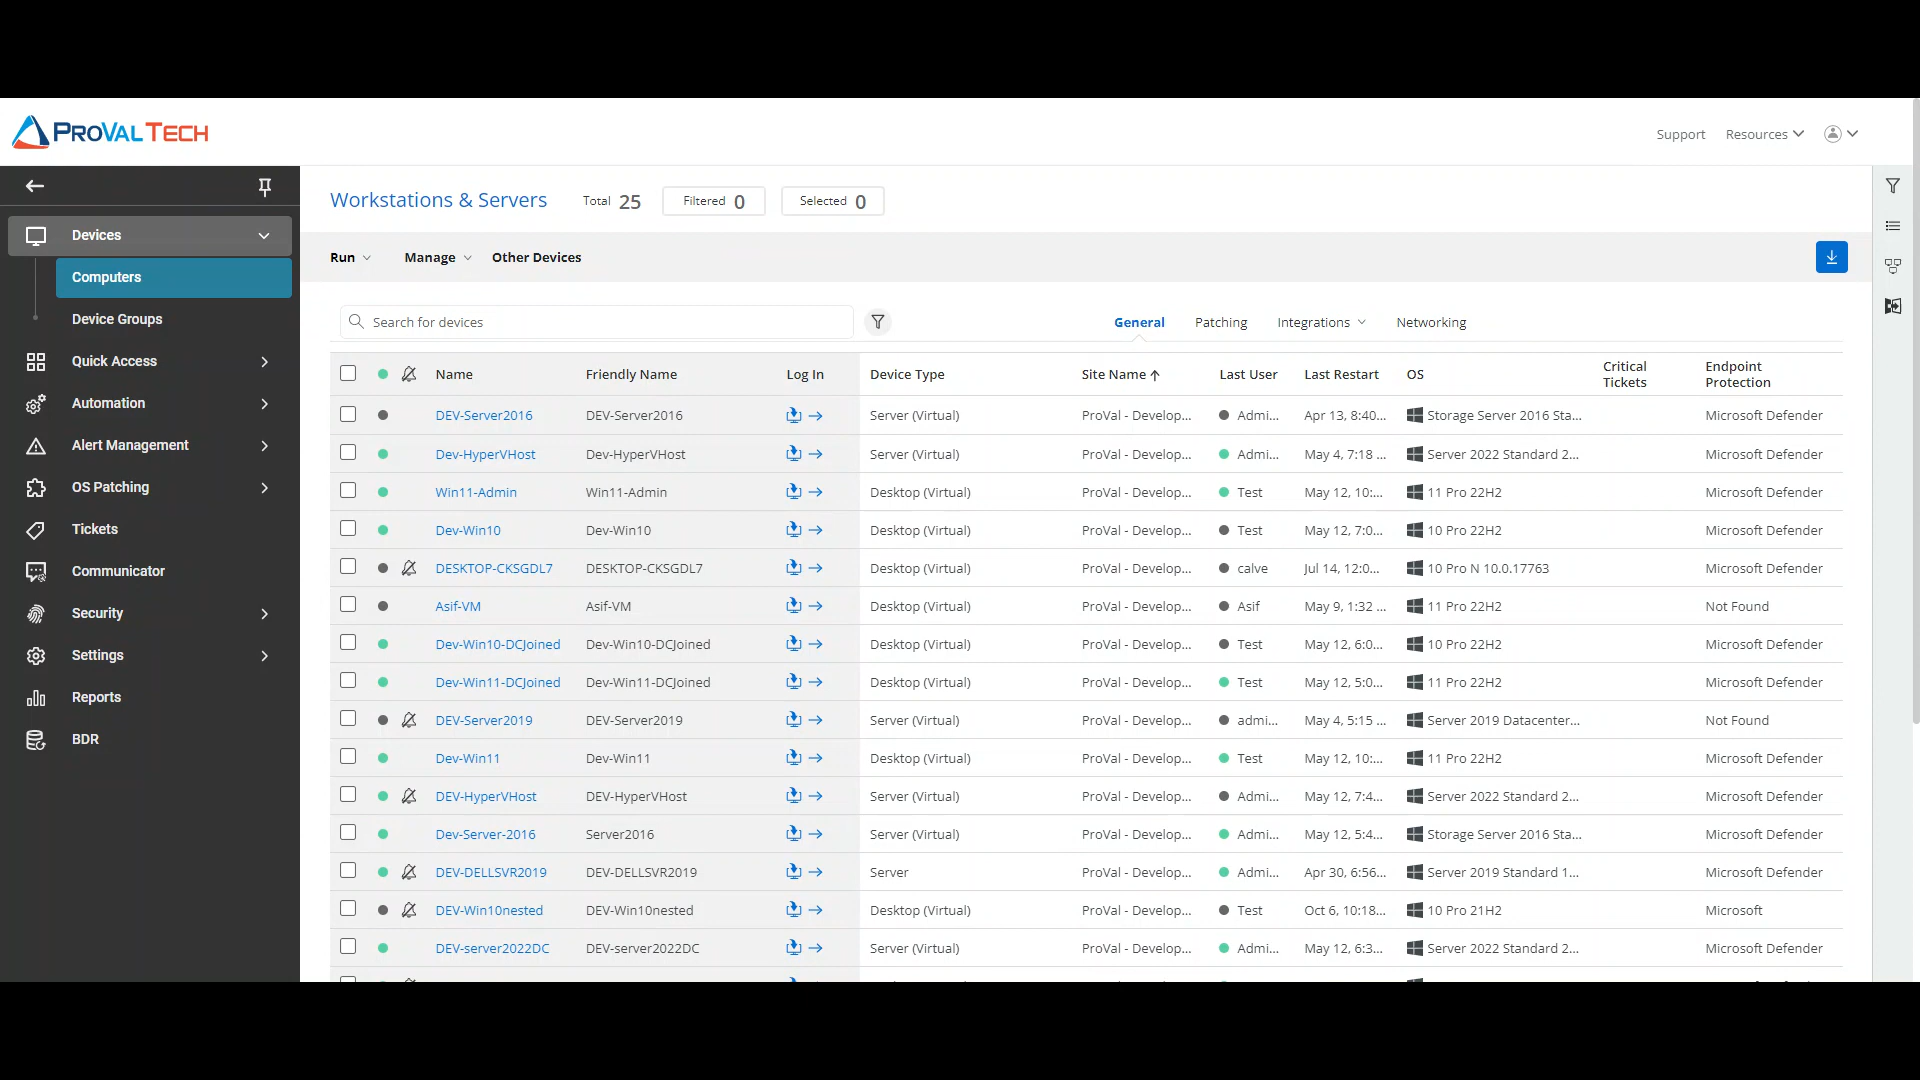 PROVAL TECH
Support Resources
Workstations & Servers Total 25 Filtered 0 Selected 0
Run Manage Other Devices
Devices
Computers
Device Groups
Quick Access
Automation
Alert Management
OS Patching
Tickets
Communicator
Security
Settings
Reports
BDR
Search for devices
General Patching Integrations Networking
Name Friendly Name Log In Device Type Site Name Last User Last Restart OS Critical Tickets Endpoint Protection
DEV-Server2016 DEV-Server2016 Server (Virtual) ProVal - Develop... Admi... Apr 13, 8:40... Storage Server 2016 Sta... Microsoft Defender
Dev-HyperVHost Dev-HyperVHost Server (Virtual) ProVal - Develop... Admi... May 4, 7:18 ... Server 2022 Standard 2... Microsoft Defender
Win11-Admin Win11-Admin Desktop (Virtual) ProVal - Develop... Test May 12, 10:... 11 Pro 22H2 Microsoft Defender
Dev-Win10 Dev-Win10 Desktop (Virtual) ProVal - Develop... Test May 12, 7:0... 10 Pro 22H2 Microsoft Defender
DESKTOP-CKSGDL7 DESKTOP-CKSGDL7 Desktop (Virtual) ProVal - Develop... calve Jul 14, 12:0... 10 Pro N 10.0.17763 Microsoft Defender
Asif-VM Asif-VM Desktop (Virtual) ProVal - Develop... Asif May 9, 1:32 ... 11 Pro 22H2 Not Found
Dev-Win10-DCJoined Dev-Win10-DCJoined Desktop (Virtual) ProVal - Develop... Test May 12, 6:0... 10 Pro 22H2 Microsoft Defender
Dev-Win11-DCJoined Dev-Win11-DCJoined Desktop (Virtual) ProVal - Develop... Test May 12, 5:0... 11 Pro 22H2 Microsoft Defender
DEV-Server2019 DEV-Server2019 Server (Virtual) ProVal - Develop... admi... May 4, 5:15 ... Server 2019 Datacenter... Not Found
Dev-Win11 Dev-Win11 Desktop (Virtual) ProVal - Develop... Test May 12, 10:... 11 Pro 22H2 Microsoft Defender
DEV-HyperVHost DEV-HyperVHost Server (Virtual) ProVal - Develop... Admi... May 12, 7:4... Server 2022 Standard 2... Microsoft Defender
Dev-Server-2016 Server2016 Server (Virtual) ProVal - Develop... Admi... May 12, 5:4... Storage Server 2016 Sta... Microsoft Defender
DEV-DELLSVR2019 DEV-DELLSVR2019 Server ProVal - Develop... Admi... Apr 30, 6:56... Server 2019 Standard 1... Microsoft Defender
DEV-Win10nested DEV-Win10nested Desktop (Virtual) ProVal - Develop... Test Oct 6, 10:18... 10 Pro 21H2 Microsoft
DEV-server2022DC DEV-server2022DC Server (Virtual) ProVal - Develop... Admi... May 12, 6:3... Server 2022 Standard 2... Microsoft Defender